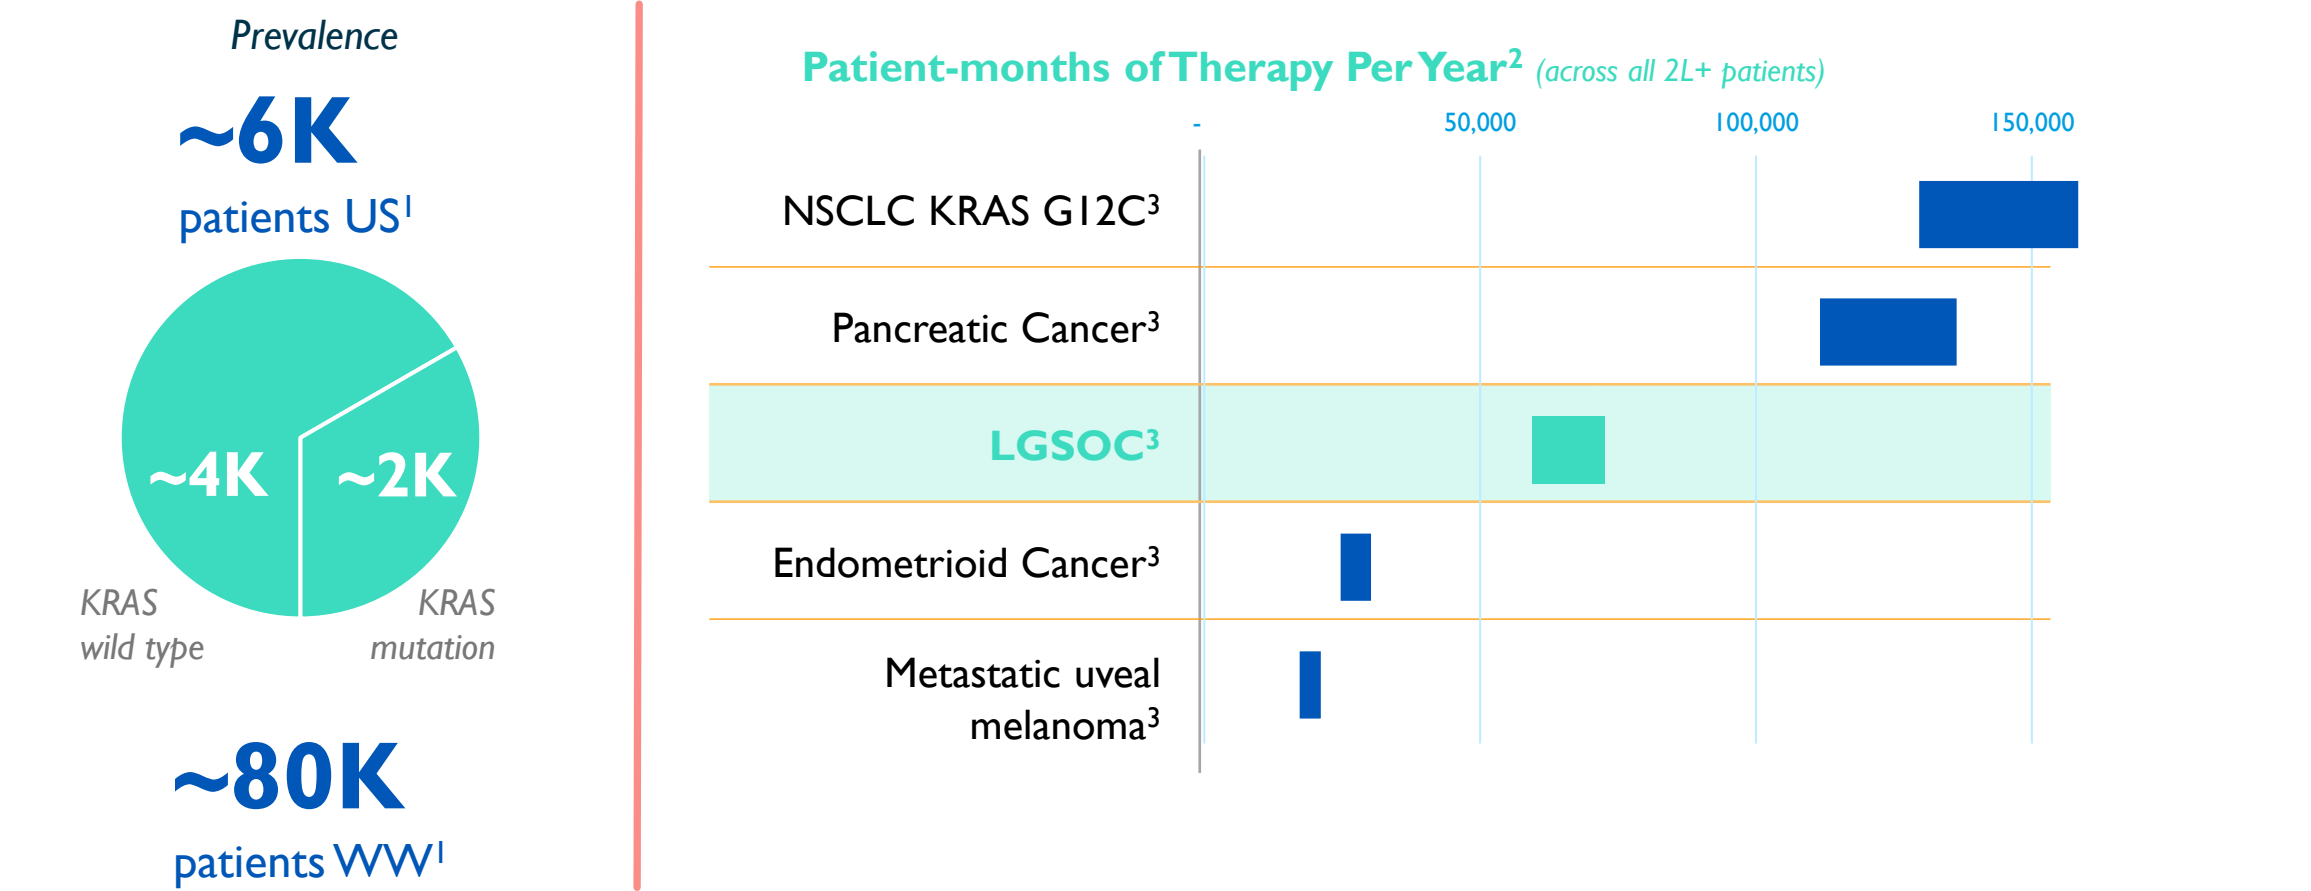 Prevalence
~6K
patients US¹
~4K
~2K
KRAS
wild type
KRAS
mutation
~80K
patients WW¹
Patient-months of Therapy Per Year² (across all 2L+ patients)
- 50,000 100,000 150,000
NSCLC KRAS G12C³
Pancreatic Cancer³
LGSOC³
Endometrioid Cancer³
Metastatic uveal
melanoma³